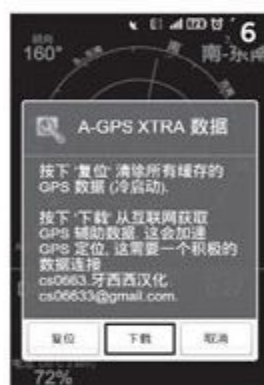 6
160°
南-东南
A-GPS XTRA 数据
按下 '复位' 清除所有缓存的
GPS 数据 (冷启动).
按下 '下载' 从互联网获取
GPS 辅助数据. 这会加速
GPS 定位, 这需要一个积极的
数据连接
cs0663.牙西西汉化
cs06633@gmail.com.
复位
下载
取消
72%